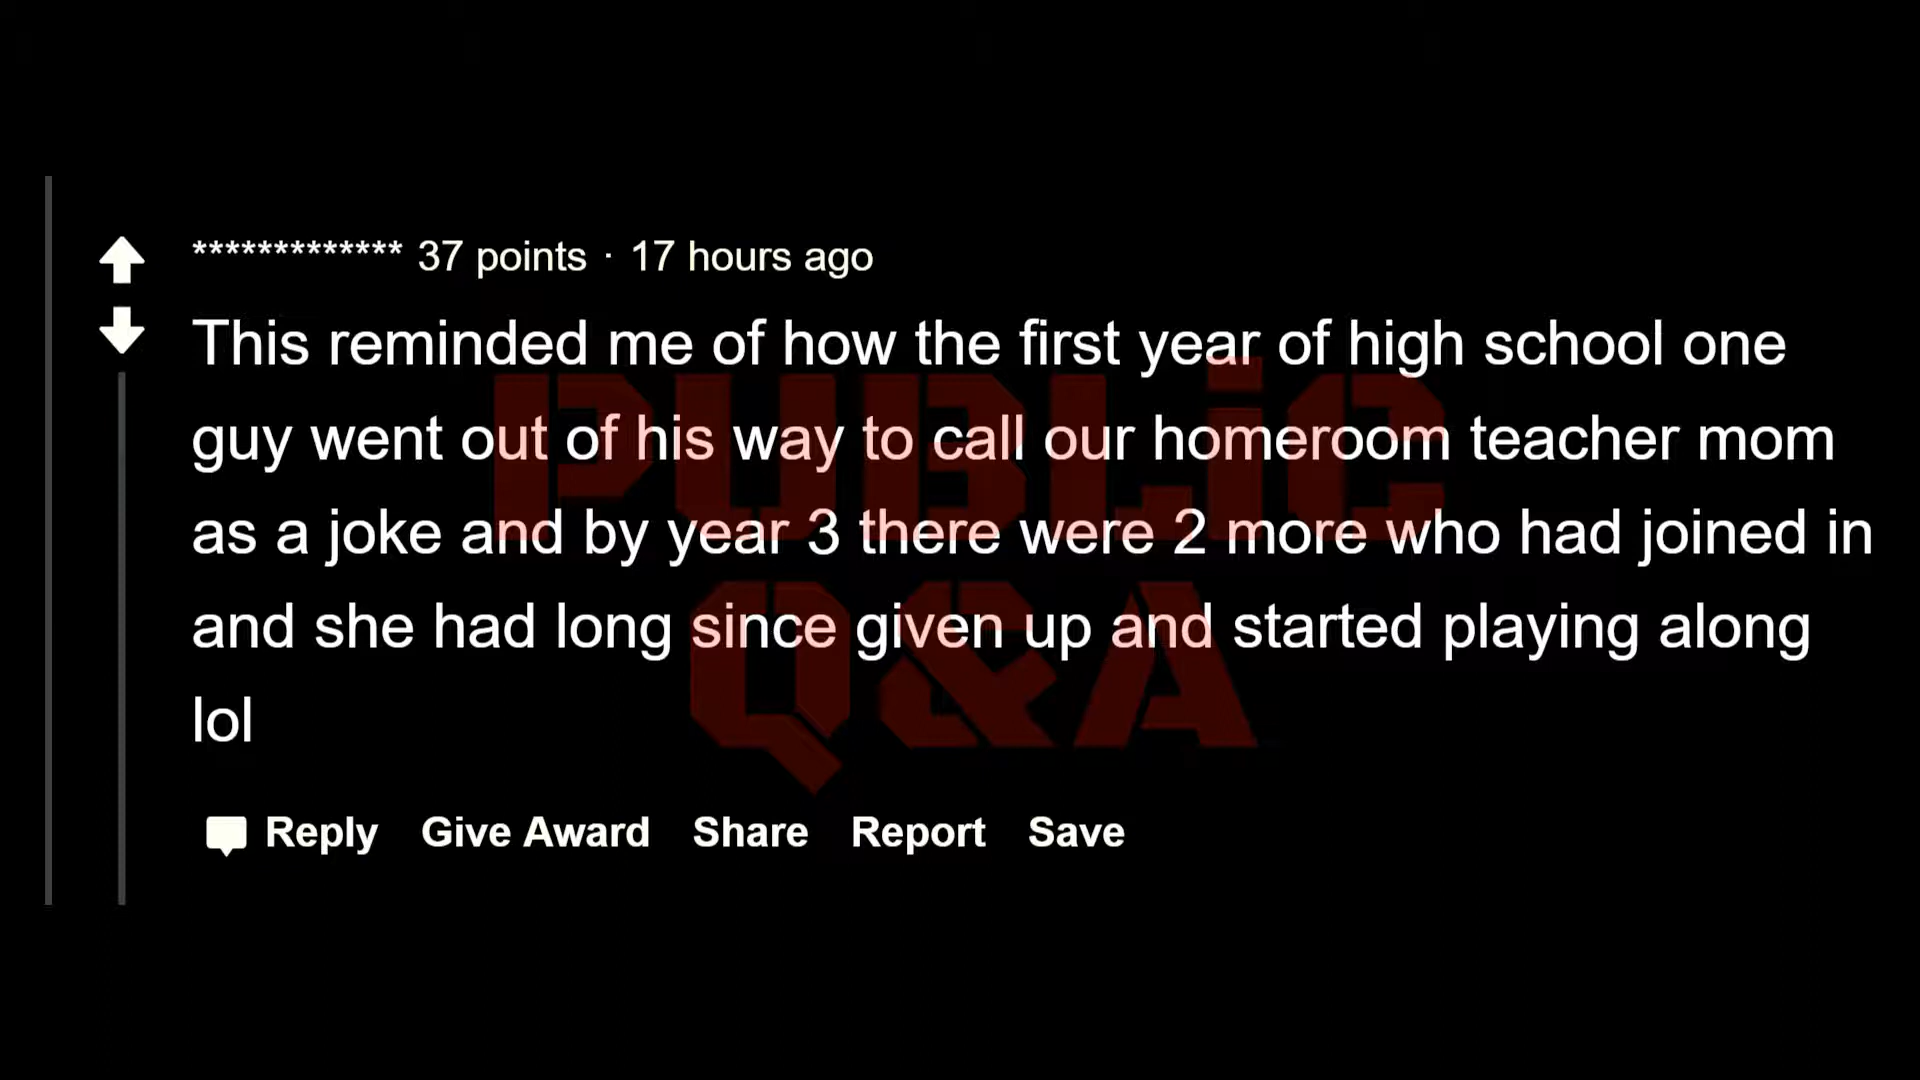 ************* 37 points · 17 hours ago
This reminded me of how the first year of high school one
guy went out of his way to call our homeroom teacher mom
as a joke and by year 3 there were 2 more who had joined in
and she had long since given up and started playing along
lol
PUBLiC
Q&A
Reply Give Award Share Report Save